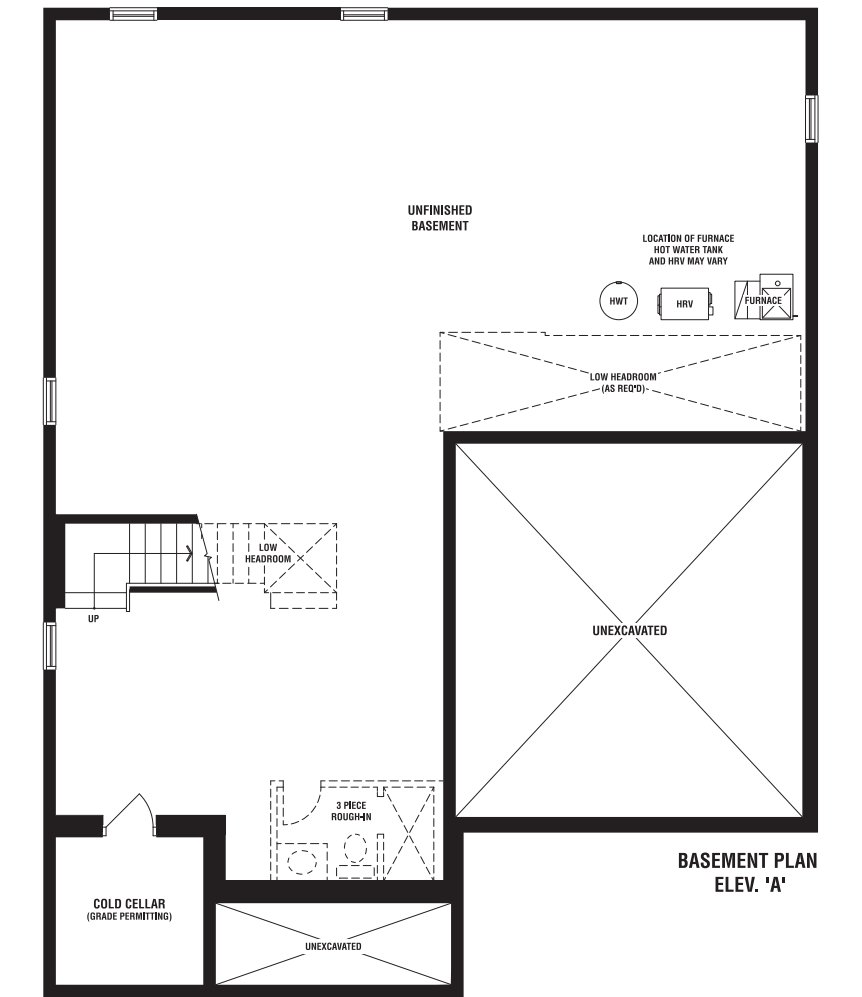 UNFINISHED
BASEMENT
LOCATION OF FURNACE
HOT WATER TANK
AND HRV MAY VARY
HWT
HRV
FURNACE
LOW HEADROOM
(AS REQ'D)
LOW
HEADROOM
UP
UNEXCAVATED
3 PIECE
ROUGH-IN
BASEMENT PLAN
ELEV. 'A'
COLD CELLAR
(GRADE PERMITTING)
UNEXCAVATED